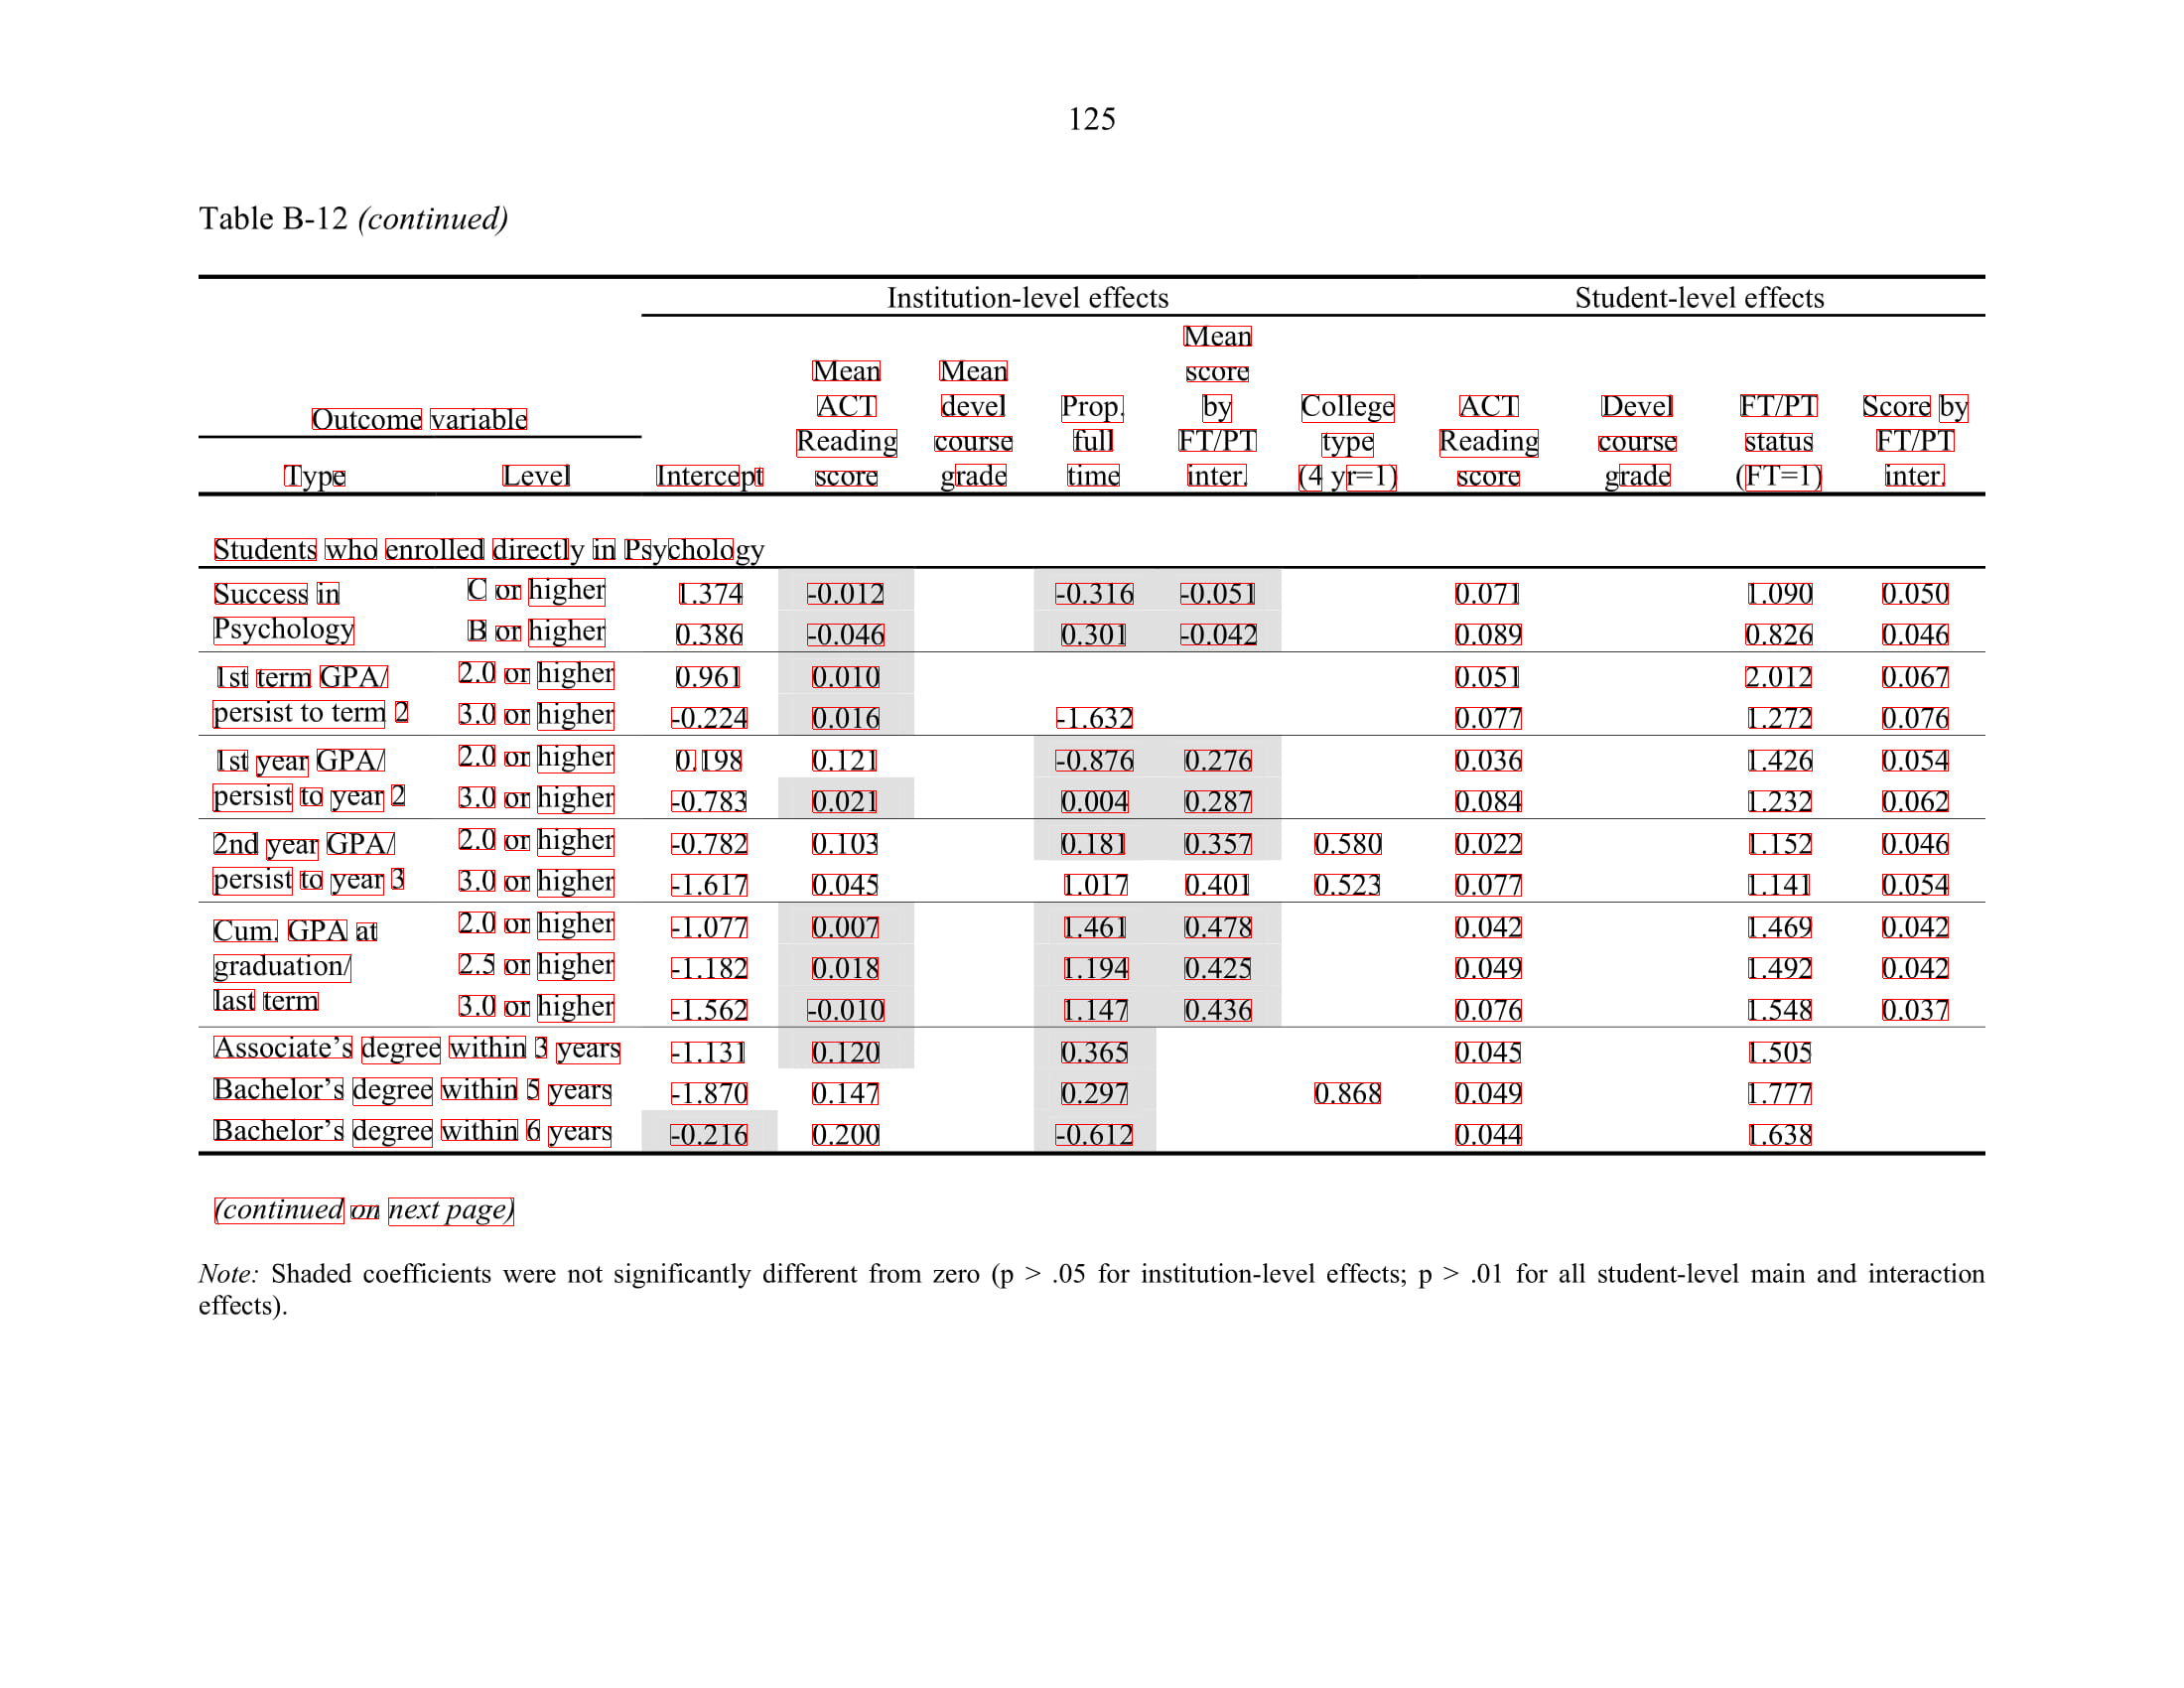 125
Table B-12 (continued)
Institution-level effects Student-level effects
Mean
Mean Mean score
ACT devel Prop. by College ACT Devel FT/PT Score by
Outcome variable
Reading course full FT/PT type Reading course status FT/PT
Type Level Intercept score grade time inter. (4 yr=1) score grade (FT=1) inter.
Students who enrolled directly in Psychology
Success in C or higher 1.374 -0.012 -0.316 -0.051 0.071 1.090 0.050
Psychology B or higher 0.386 -0.046 0.301 -0.042 0.089 0.826 0.046
1st term GPA/ 2.0 or higher 0.961 0.010 0.051 2.012 0.067
persist to term 2 3.0 or higher -0.224 0.016 -1.632 0.077 1.272 0.076
1st year GPA/ 2.0 or higher 0.198 0.121 -0.876 0.276 0.036 1.426 0.054
persist to year 2 3.0 or higher -0.783 0.021 0.004 0.287 0.084 1.232 0.062
2nd year GPA/ 2.0 or higher -0.782 0.103 0.181 0.357 0.580 0.022 1.152 0.046
persist to year 3 3.0 or higher -1.617 0.045 1.017 0.401 0.523 0.077 1.141 0.054
Cum. GPA at 2.0 or higher -1.077 0.007 1.461 0.478 0.042 1.469 0.042
graduation/ 2.5 or higher -1.182 0.018 1.194 0.425 0.049 1.492 0.042
last term 3.0 or higher -1.562 -0.010 1.147 0.436 0.076 1.548 0.037
Associate's degree within 3 years -1.131 0.120 0.365 0.045 1.505
Bachelor's degree within 5 years -1.870 0.147 0.297 0.868 0.049 1.777
Bachelor's degree within 6 years -0.216 0.200 -0.612 0.044 1.638
(continued on next page)
Note: Shaded coefficients were not significantly different from zero (p > .05 for institution-level effects; p > .01 for all student-level main and interaction
effects).